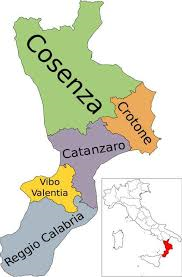 Cosenza
Crotone
Catanzaro
Vibo
Valentia
Reggio Calabria